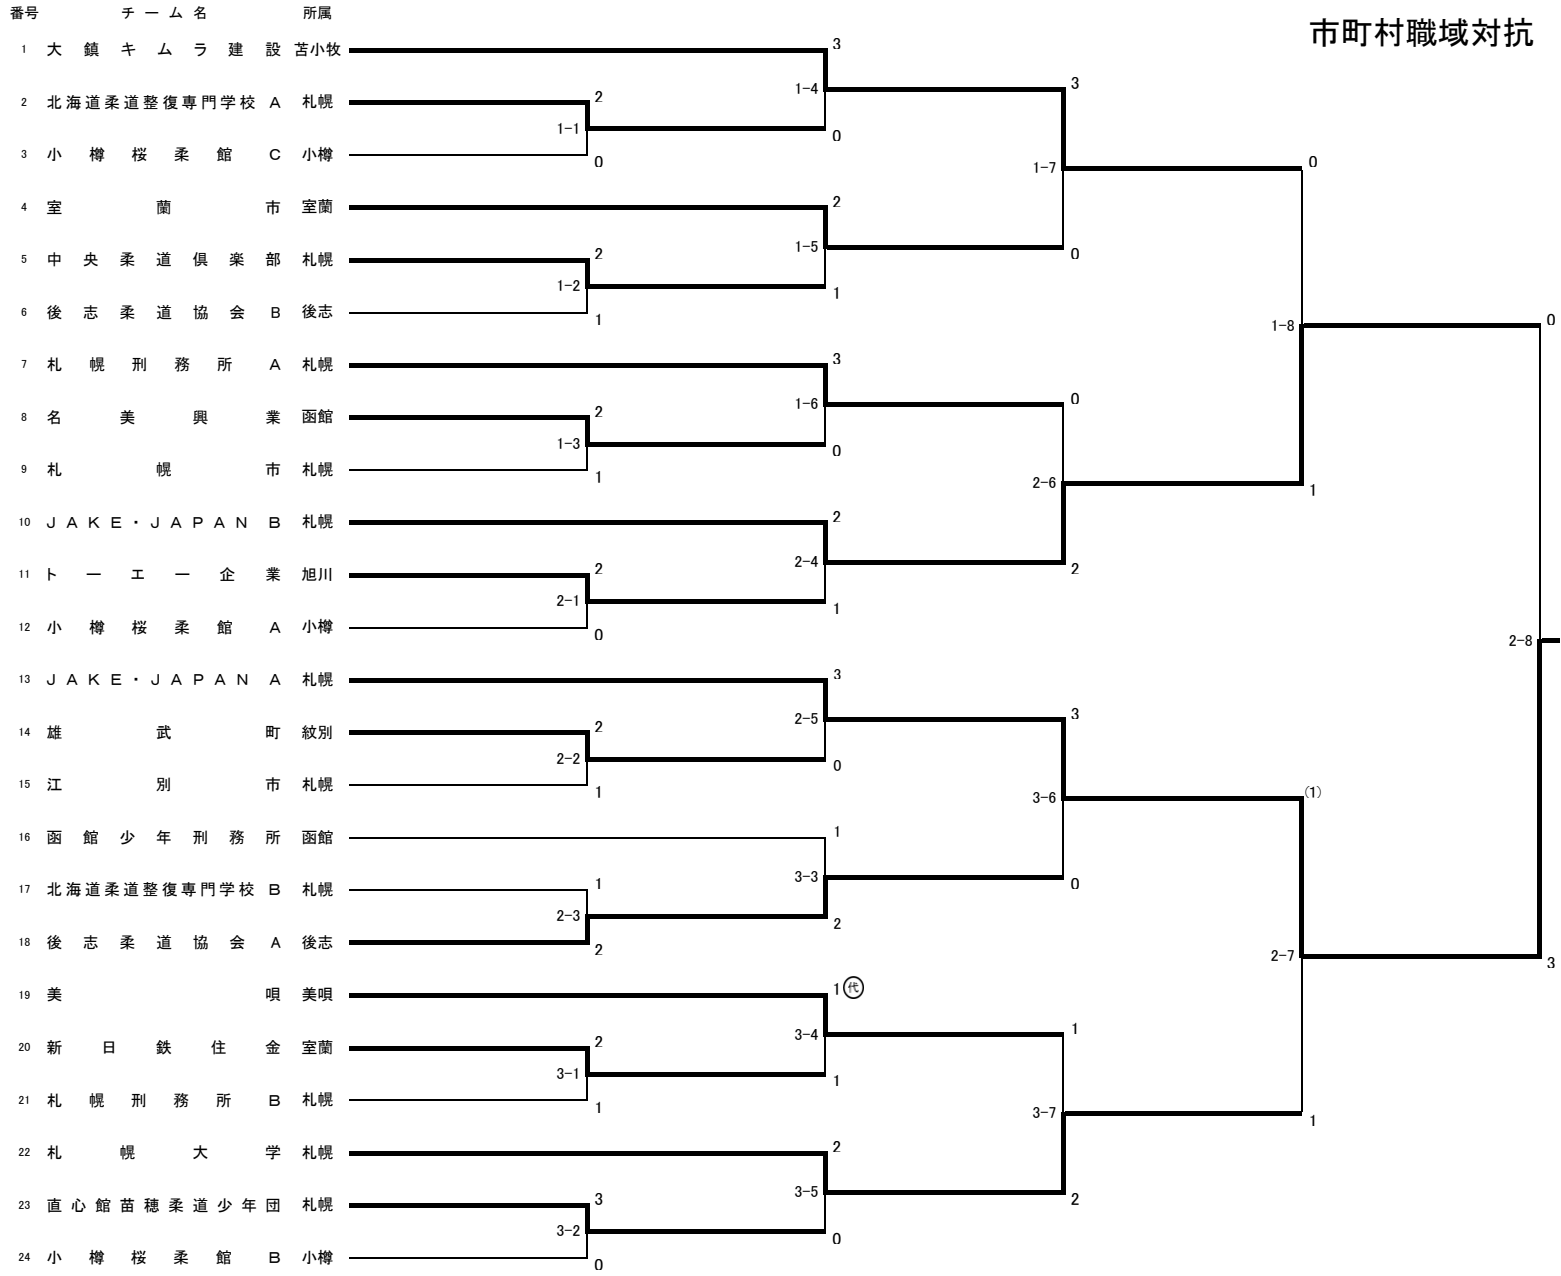 番号 チーム名 所属
市町村職域対抗
1 大鎮キムラ建設 苫小牧
3
1-4
3
2 北海道柔道整復専門学校 A 札幌
2
1-1
0
3 小樽桜柔館 C 小樽
0
1-7
0
4 室蘭市 室蘭
2
1-5
0
5 中央柔道倶楽部 札幌
2
1-2
1
6 後志柔道協会 B 後志
1
1-8
0
7 札幌刑務所 A 札幌
3
1-6
0
8 名美興業 函館
2
1-3
0
9 札幌市 札幌
1
2-6
1
10 JAKE・JAPAN B 札幌
2
2-4
2
11 トーエー企業 旭川
2
2-1
1
12 小樽桜柔館 A 小樽
0
2-8
13 JAKE・JAPAN A 札幌
3
2-5
3
14 雄武町 紋別
2
2-2
0
15 江別市 札幌
1
3-6
(1)
16 函館少年刑務所 函館
1
3-3
0
17 北海道柔道整復専門学校 B 札幌
1
2-3
2
18 後志柔道協会 A 後志
2
2-7
3
19 美唄 美唄
1 代
3-4
1
20 新日鉄住金 室蘭
2
3-1
1
21 札幌刑務所 B 札幌
1
3-7
1
22 札幌大学 札幌
2
3-5
2
23 直心館苗穂柔道少年団 札幌
3
3-2
0
24 小樽桜柔館 B 小樽
0